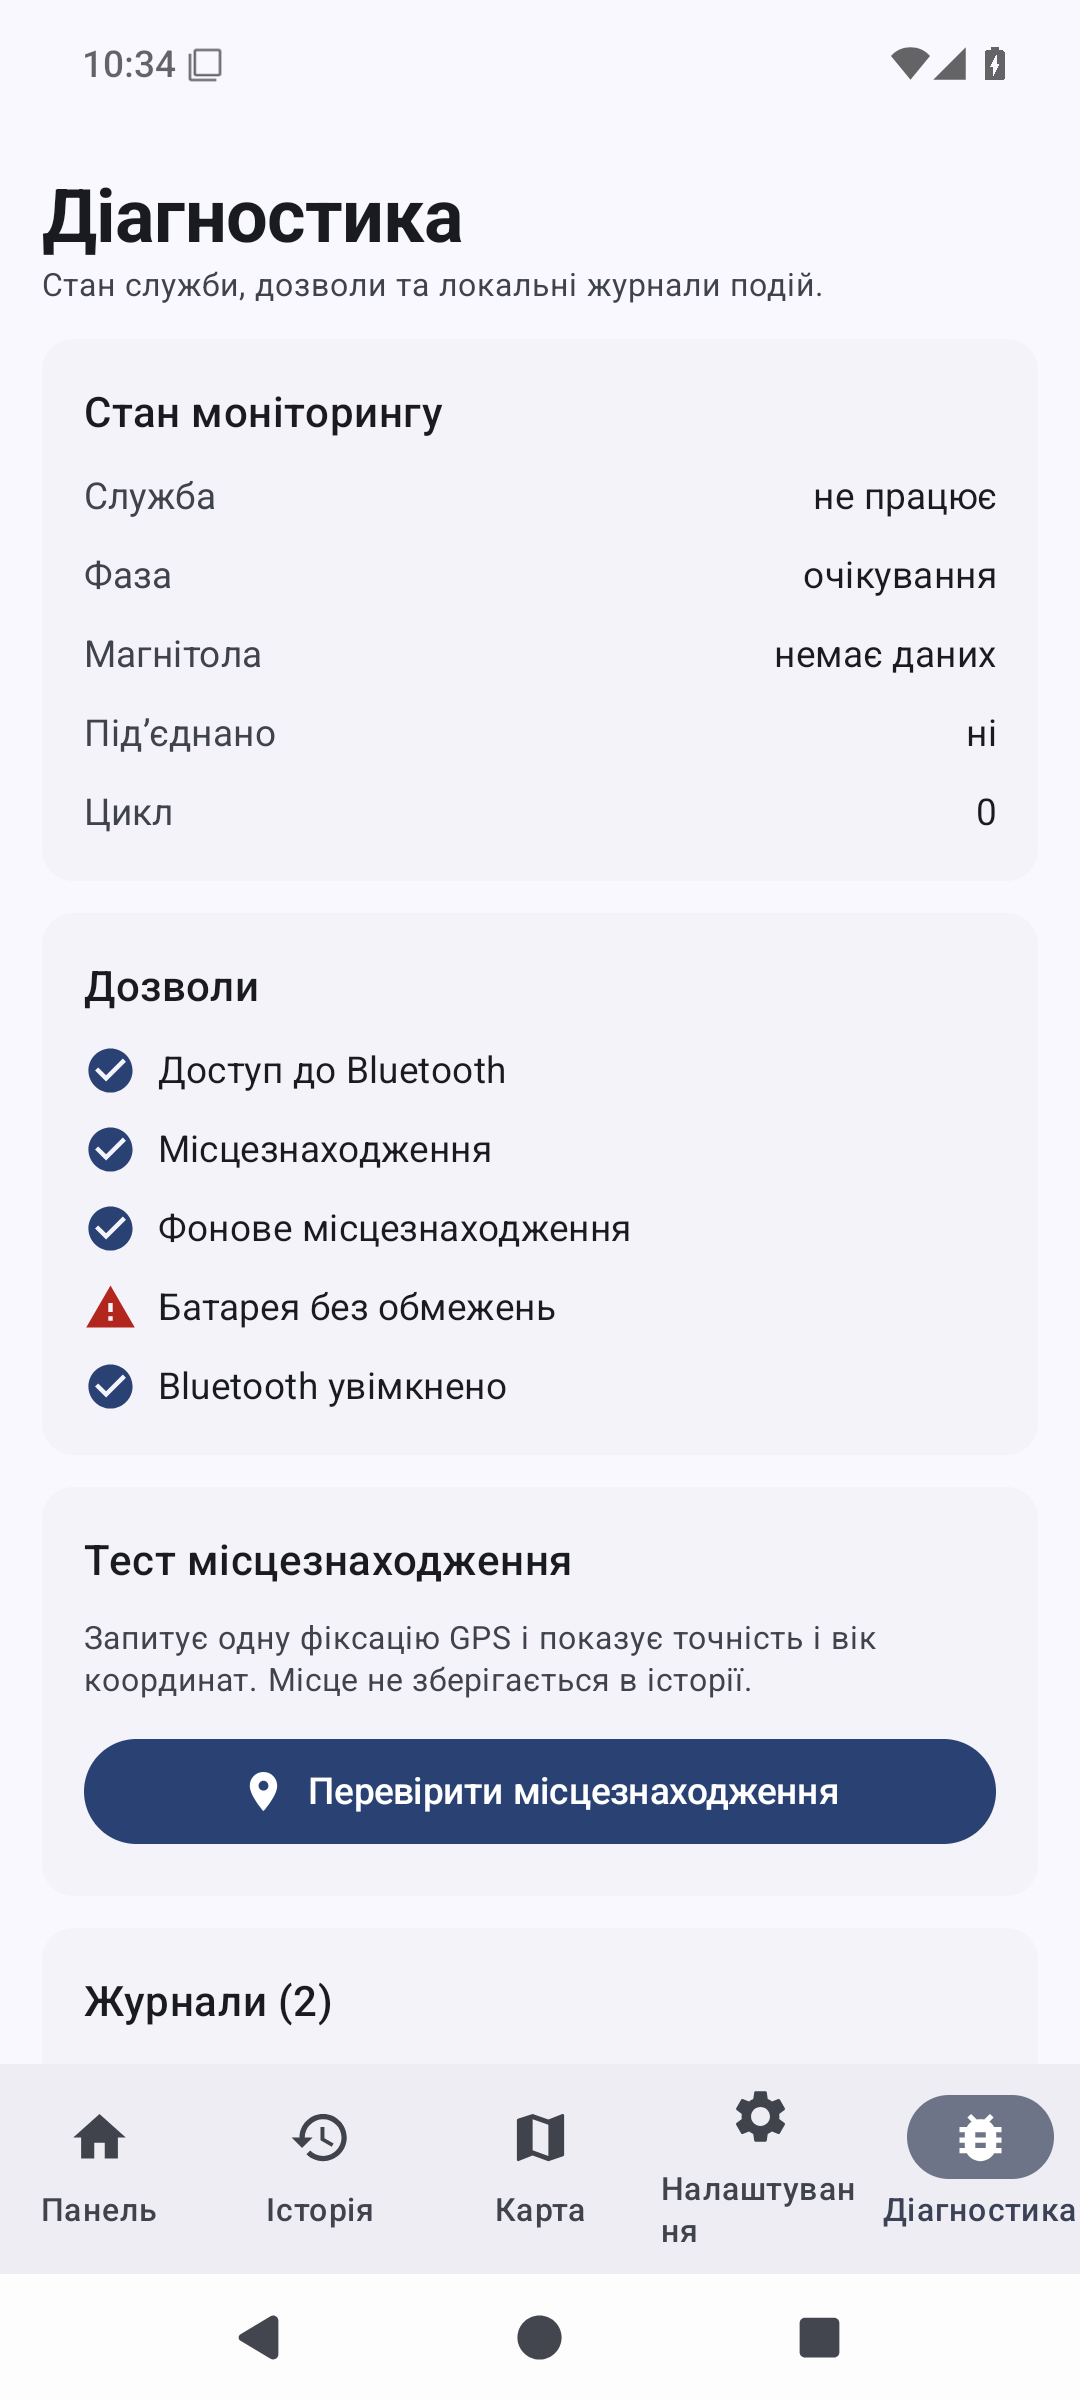 10:34
Діагностика
Стан служби, дозволи та локальні журнали подій.
Стан моніторингу
Служба не працює
Фаза очікування
Магнітола немає даних
Під’єднано ні
Цикл 0
Дозволи
Доступ до Bluetooth
Місцезнаходження
Фонове місцезнаходження
Батарея без обмежень
Bluetooth увімкнено
Тест місцезнаходження
Запитує одну фіксацію GPS і показує точність і вік
координат. Місце не зберігається в історії.
Перевірити місцезнаходження
Журнали (2)
Панель
Історія
Карта
Налаштуван
ня
Діагностика